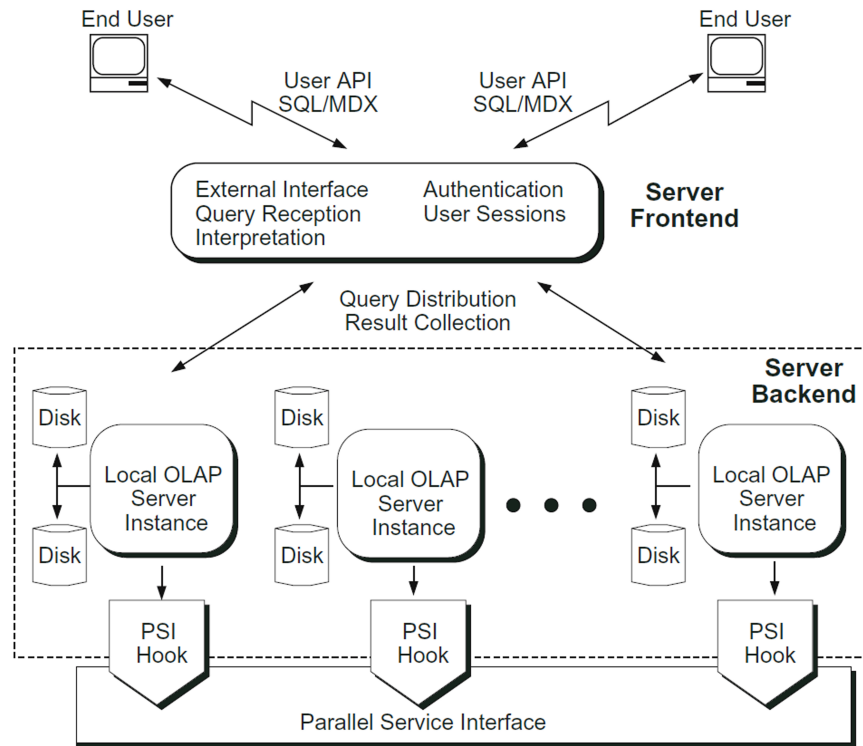 End User
End User
User API
SQL/MDX
User API
SQL/MDX
External Interface
Query Reception
Interpretation
Authentication
User Sessions
Server
Frontend
Query Distribution
Result Collection
Server
Backend
Disk
Local OLAP
Server
Instance
Disk
Disk
Local OLAP
Server
Instance
Disk
Disk
Local OLAP
Server
Instance
Disk
PSI
Hook
PSI
Hook
PSI
Hook
Parallel Service Interface